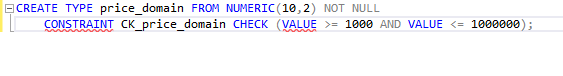 CREATE TYPE price_domain FROM NUMERIC(10,2) NOT NULL
CONSTRAINT CK_price_domain CHECK (VALUE >= 1000 AND VALUE <= 1000000);